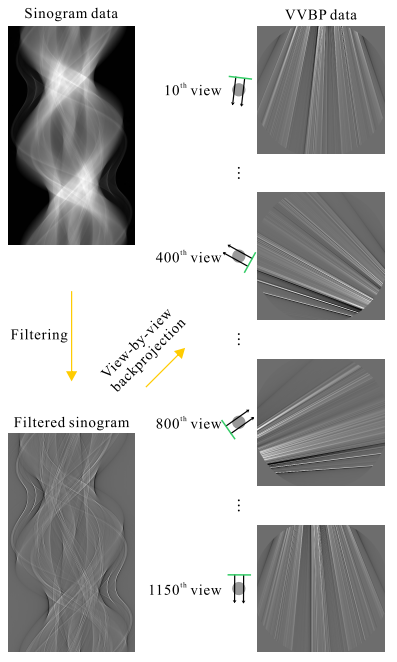 Sinogram data
VVBP data
10th view
...
400th view
Filtering
View-by-view
backprojection
...
Filtered sinogram
800th view
...
1150th view